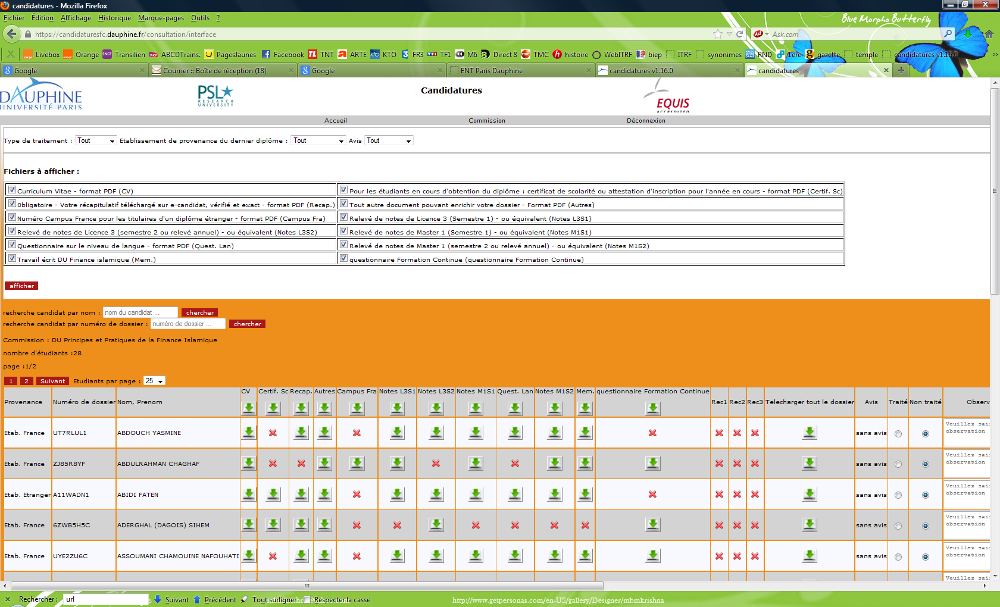 candidatures - Mozilla Firefox
Fichier Édition Affichage Historique Marque-pages Outils ?
Blue Morpho Butterfly
https://candidaturesfc.dauphine.fr/consultation/interface
Ask Ask.com
Livebox Orange SNCF Transilien SNCF ABCDTrains. PagesJaunes Facebook TNT ARTE KTO FR3 TF1 M6 Direct 8 TMC histoire WebITRF biep ITRF synonimes RND 1ère gazette temple candidatures v1.16.0 »
Google Courrier :: Boîte de réception (18) Google ENT Paris Dauphine candidatures v1.16.0 candidatures
DAUPHINE
UNIVERSITÉ PARIS
PSL
RESEARCH
UNIVERSITY
Candidatures
EQUIS
ACCREDITED
Accueil Commission Déconnexion
Type de traitement : Tout Etablissement de provenance du dernier diplôme : Tout Avis Tout
Fichiers à afficher :
Curriculum Vitae - format PDF (CV) Pour les étudiants en cours d'obtention du diplôme : certificat de scolarité ou attestation d'inscription pour l'année en cours - format PDF (Certif. Sc)
Obligatoire - Votre récapitulatif téléchargé sur e-candidat, vérifié et exact - format PDF (Recap.) Tout autre document pouvant enrichir votre dossier - Format PDF (Autres)
Numéro Campus France pour les titulaires d'un diplôme étranger - format PDF (Campus Fra) Relevé de notes de Licence 3 (Semestre 1) - ou équivalent (Notes L3S1)
Relevé de notes de Licence 3 (semestre 2 ou relevé annuel) - ou équivalent (Notes L3S2) Relevé de notes de Master 1 (Semestre 1) - ou équivalent (Notes M1S1)
Questionnaire sur le niveau de langue - format PDF (Quest. Lan) Relevé de notes de Master 1 (semestre 2 ou relevé annuel) - ou équivalent (Notes M1S2)
Travail écrit DU Finance islamique (Mem.) questionnaire Formation Continue (questionnaire Formation Continue)
afficher
recherche candidat par nom : nom du candidat ... chercher
recherche candidat par numéro de dossier : numéro de dossier ... chercher
Commission : DU Principes et Pratiques de la Finance Islamique
nombre d'étudiants :28
page :1/2
1 2 Suivant Etudiants par page : 25
Provenance Numéro de dossier Nom, Prenom CV Certif. Sc Recap. Autres Campus Fra Notes L3S1 Notes L3S2 Notes M1S1 Quest. Lan Notes M1S2 Mem. questionnaire Formation Continue Rec1 Rec2 Rec3 Telecharger tout le dossier Avis Traité Non traité Observ
Etab. France UT7RLUL1 ABDOUCH YASMINE sans avis Veuillez sai
observation
Etab. France ZJ85R8YF ABDULRAHMAN CHAGHAF sans avis Veuillez sai
observation
Etab. Etranger A11WADN1 ABIDI FATEN sans avis Veuillez sai
observation
Etab. France 6ZWB5H5C ADERGHAL (DAGOIS) SIHEM sans avis Veuillez sai
observation
Etab. France UYE2ZU6C ASSOUMANI CHAMOUINE NAFOUHATI sans avis Veuillez sai
observation
Veuillez sai
Rechercher : url Suivant Précédent Tout surligner Respecter la casse
http://www.getpersonas.com/en-US/gallery/Designer/mbmkrishna